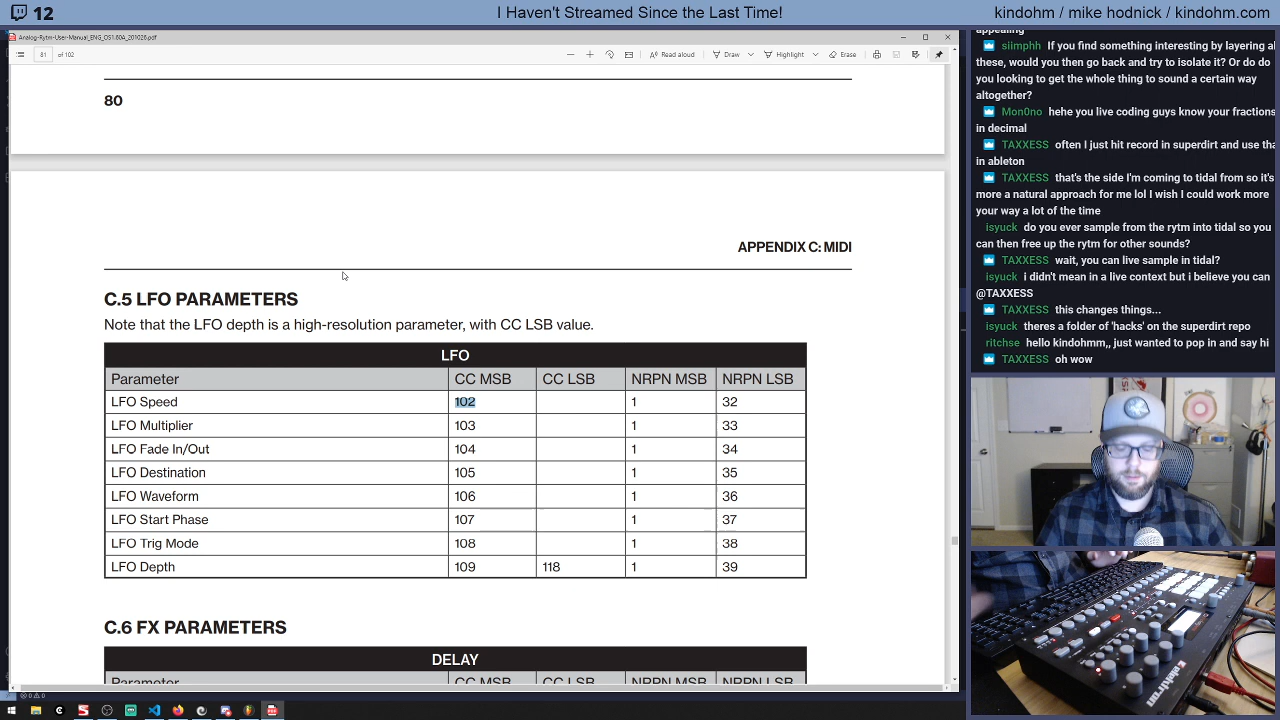 12
I Haven't Streamed Since the Last Time!
kindohm / mike hodnick / kindohm.com
Analog-Rytm-User-Manual_ENG_OS1.60A_201026.pdf
81 of 102
Read aloud
Draw
Highlight
Erase
80
APPENDIX C: MIDI
C.5 LFO PARAMETERS
Note that the LFO depth is a high-resolution parameter, with CC LSB value.
LFO
Parameter CC MSB CC LSB NRPN MSB NRPN LSB
LFO Speed 102 1 32
LFO Multiplier 103 1 33
LFO Fade In/Out 104 1 34
LFO Destination 105 1 35
LFO Waveform 106 1 36
LFO Start Phase 107 1 37
LFO Trig Mode 108 1 38
LFO Depth 109 118 1 39
C.6 FX PARAMETERS
DELAY
Parameter CC MSB CC LSB NRPN MSB NRPN LSB
0 0
appealing
siimphh If you find something interesting by layering al
these, would you then go back and try to isolate it? Or do
you looking to get the whole thing to sound a certain way
altogether?
Mon0no hehe you live coding guys know your fractions
in decimal
TAXXESS often I just hit record in superdirt and use tha
in ableton
TAXXESS that's the side I'm coming to tidal from so it's
more a natural approach for me lol I wish I could work more
your way a lot of the time
isyuck do you ever sample from the rytm into tidal so you
can then free up the rytm for other sounds?
TAXXESS wait, you can live sample in tidal?
isyuck i didn't mean in a live context but i believe you can
@TAXXESS
TAXXESS this changes things...
isyuck theres a folder of 'hacks' on the superdirt repo
ritchse hello kindohmm,, just wanted to pop in and say hi
TAXXESS oh wow
elektron